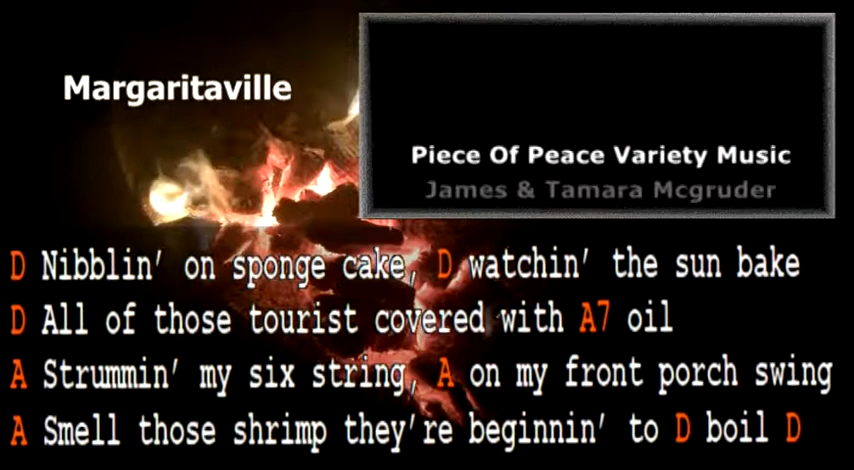 Margaritaville
Piece Of Peace Variety Music
James & Tamara Mcgruder
D Nibblin' on sponge cake, D watchin' the sun bake
D All of those tourist covered with A7 oil
A Strummin' my six string, A on my front porch swing
A Smell those shrimp they're beginnin' to D boil D